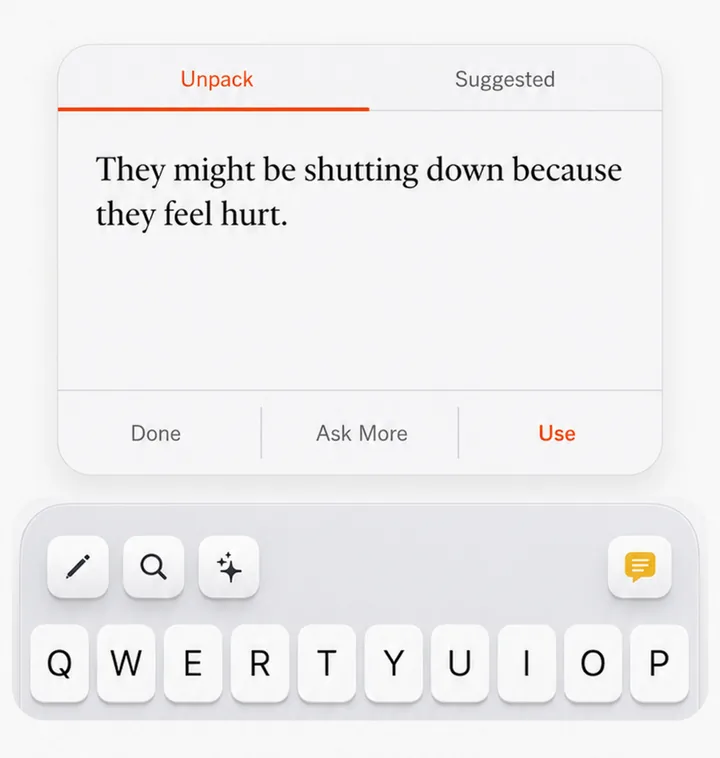 Unpack
Suggested
They might be shutting down because
they feel hurt.
Done
Ask More
Use
Q W E R T Y U I O P